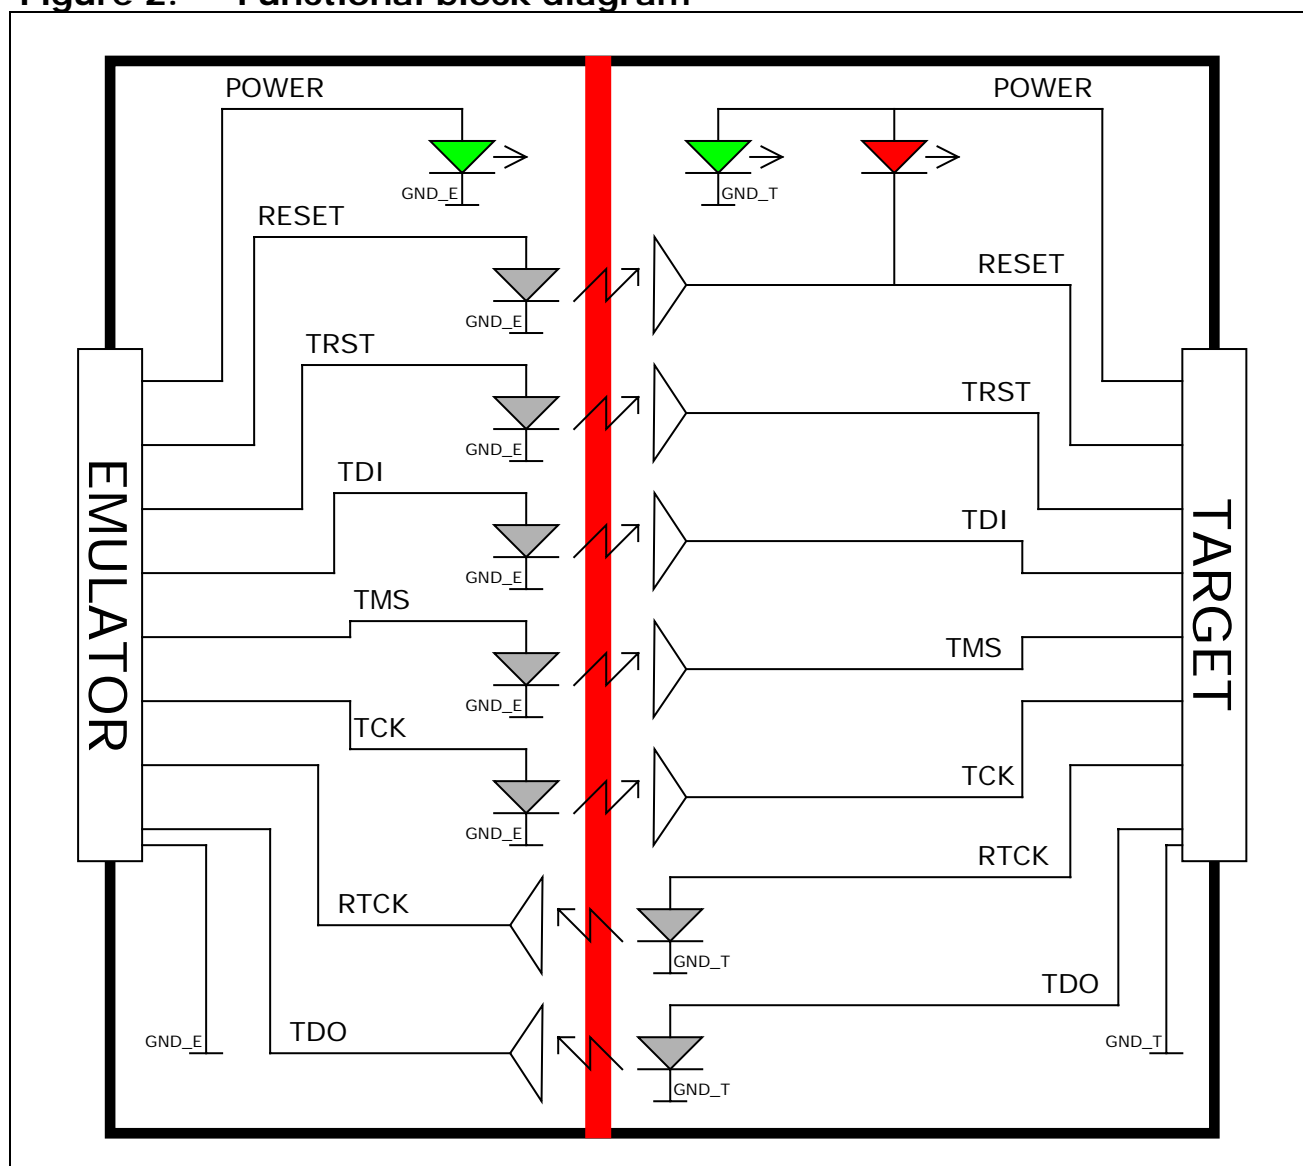 Figure 2. Functional block diagram
POWER
POWER
GND_E
GND_T
RESET
RESET
GND_E
TRST
TRST
GND_E
TDI
TDI
GND_E
TMS
TMS
GND_E
TCK
TCK
GND_E
EMULATOR
TARGET
RTCK
RTCK
GND_T
TDO
TDO
GND_E
GND_T
GND_T